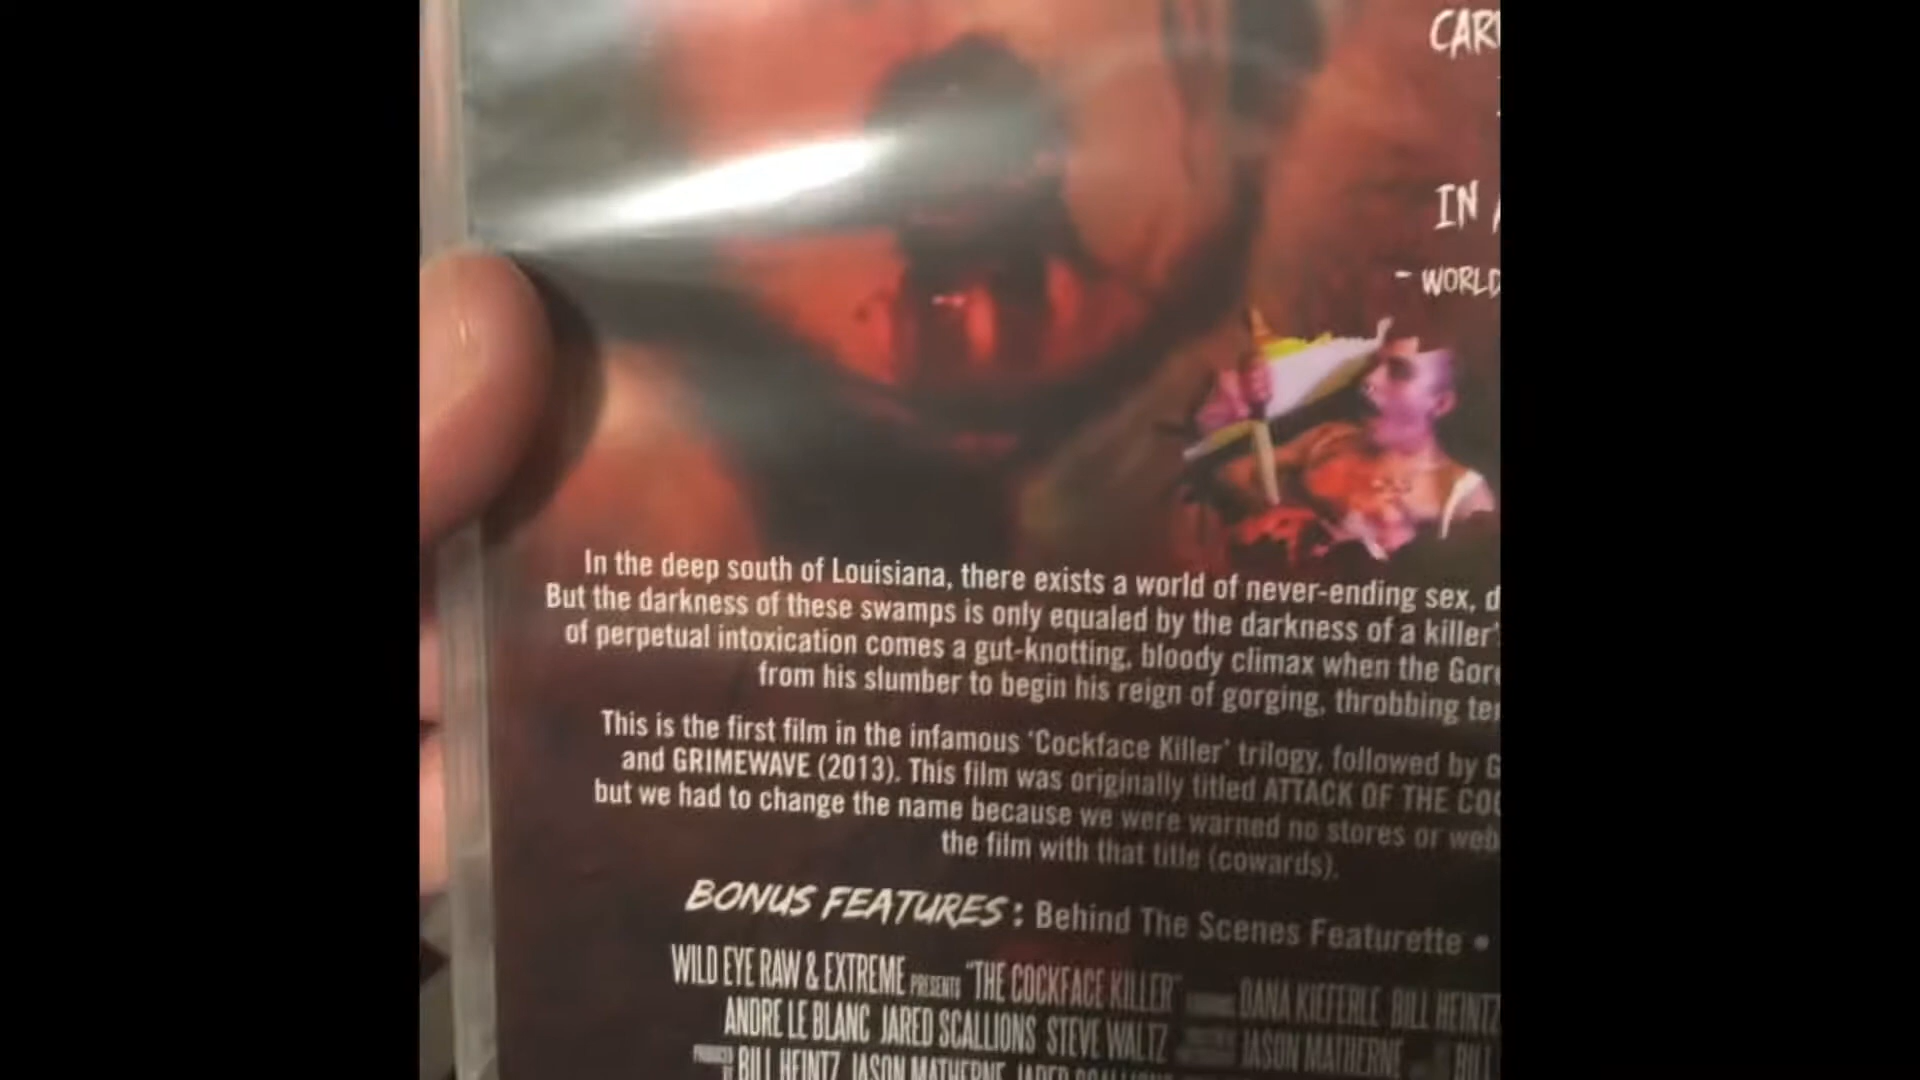 CAR
IN
- WORLD
In the deep south of Louisiana, there exists a world of never-ending sex, d
But the darkness of these swamps is only equaled by the darkness of a killer'
of perpetual intoxication comes a gut-knotting, bloody climax when the Gor
from his slumber to begin his reign of gorging, throbbing te
This is the first film in the infamous 'Cockface Killer' trilogy, followed by G
and GRIMEWAVE (2013). This film was originally titled ATTACK OF THE CO
but we had to change the name because we were warned no stores or web
the film with that title (cowards).
BONUS FEATURES: Behind The Scenes Featurette •
WILD EYE RAW & EXTREME PRESENTS "THE COCKFACE KILLER" DANA KIEFERLE BILL HEINTZ
ANDRE LE BLANC JARED SCALLIONS STEVE WALTZ JASON MATHERNE BILL
PRODUCED BY BILL HEINTZ JASON MATHERNE JARED